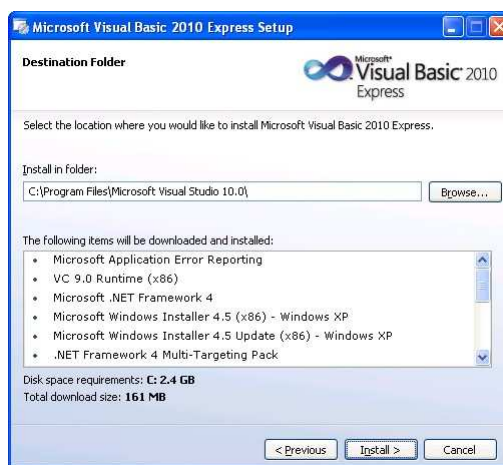 Microsoft Visual Basic 2010 Express Setup
Destination Folder
Microsoft®
Visual Basic® 2010
Express
Select the location where you would like to install Microsoft Visual Basic 2010 Express.
Install in folder:
C:\Program Files\Microsoft Visual Studio 10.0\
Browse...
The following items will be downloaded and installed:
• Microsoft Application Error Reporting
• VC 9.0 Runtime (x86)
• Microsoft .NET Framework 4
• Microsoft Windows Installer 4.5 (x86) - Windows XP
• Microsoft Windows Installer 4.5 Update (x86) - Windows XP
• .NET Framework 4 Multi-Targeting Pack
Disk space requirements: C: 2.4 GB
Total download size: 161 MB
< Previous
Install >
Cancel